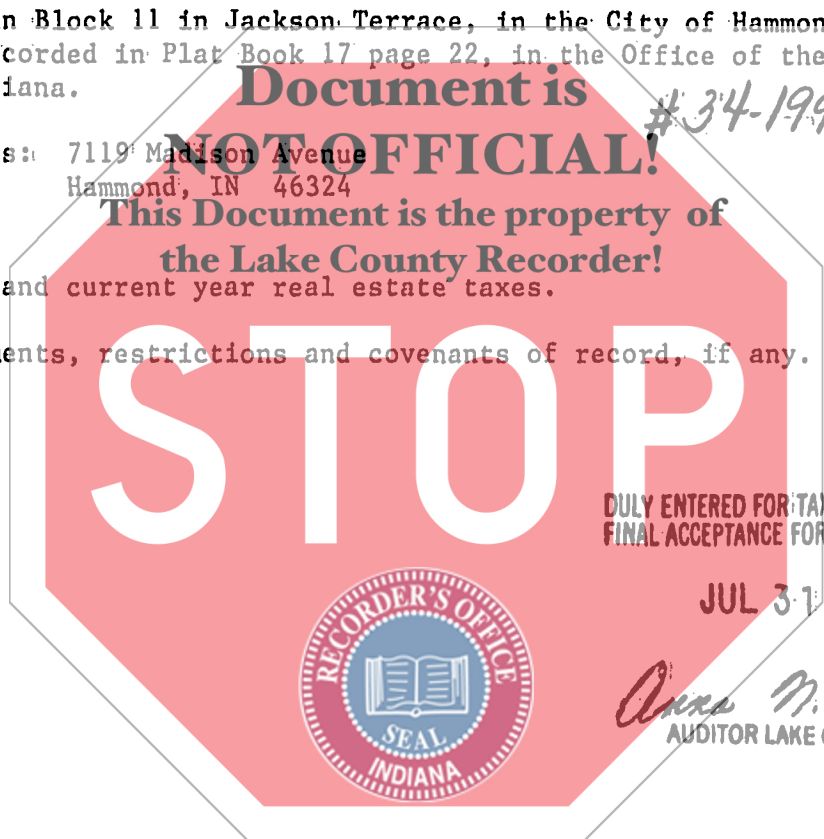 n Block 11 in Jackson Terrace, in the City of Hammon
corded in Plat Book 17 page 22, in the Office of the
iana.
Document is
#34-199
NOT OFFICIAL!
s: 7119 Madison Avenue
Hammond, IN 46324
This Document is the property of
the Lake County Recorder!
and current year real estate taxes.
STOP
ents, restrictions and covenants of record, if any.
DULY ENTERED FOR TAX
FINAL ACCEPTANCE FOR
JUL 31
Anna N.
AUDITOR LAKE
RECORDER'S OFFICE
SEAL
INDIANA